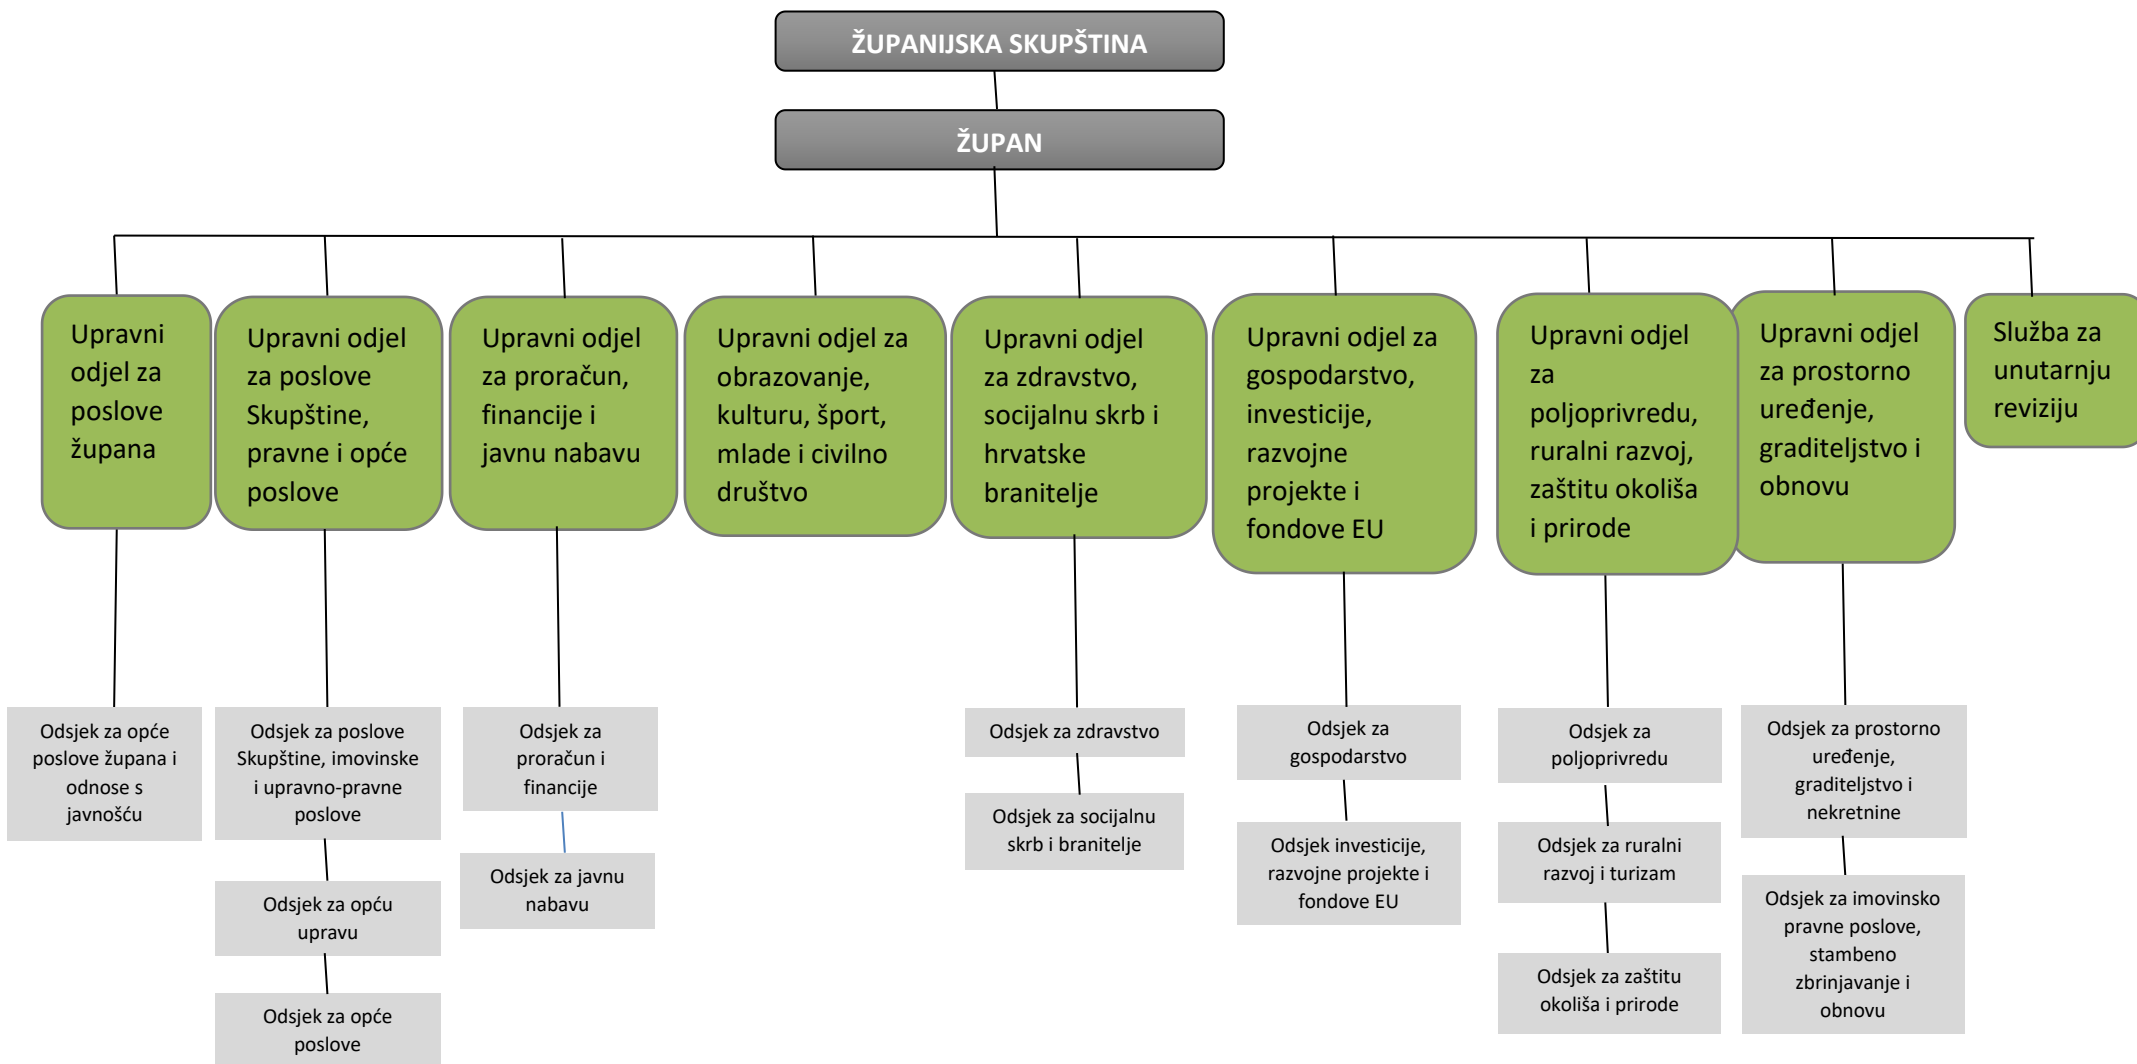 ŽUPANIJSKA SKUPŠTINA
ŽUPAN
Upravni
odjel za
poslove
župana
Upravni odjel
za poslove
Skupštine,
pravne i opće
poslove
Upravni odjel
za proračun,
financije i
javnu nabavu
Upravni odjel za
obrazovanje,
kulturu, šport,
mlade i civilno
društvo
Upravni odjel
za zdravstvo,
socijalnu skrb i
hrvatske
branitelje
Upravni odjel za
gospodarstvo,
investicije,
razvojne
projekte i
fondove EU
Upravni odjel
za
poljoprivredu,
ruralni razvoj,
zaštitu okoliša
i prirode
Upravni odjel
za prostorno
uređenje,
graditeljstvo i
obnovu
Služba za
unutarnju
reviziju
Odsjek za opće
poslove župana i
odnose s
javnošću
Odsjek za poslove
Skupštine, imovinske
i upravno-pravne
poslove
Odsjek za opću
upravu
Odsjek za opće
poslove
Odsjek za
proračun i
financije
Odsjek za javnu
nabavu
Odsjek za zdravstvo
Odsjek za socijalnu
skrb i branitelje
Odsjek za
gospodarstvo
Odsjek investicije,
razvojne projekte i
fondove EU
Odsjek za
poljoprivredu
Odsjek za ruralni
razvoj i turizam
Odsjek za zaštitu
okoliša i prirode
Odsjek za prostorno
uređenje,
graditeljstvo i
nekretnine
Odsjek za imovinsko
pravne poslove,
stambeno
zbrinjavanje i
obnovu